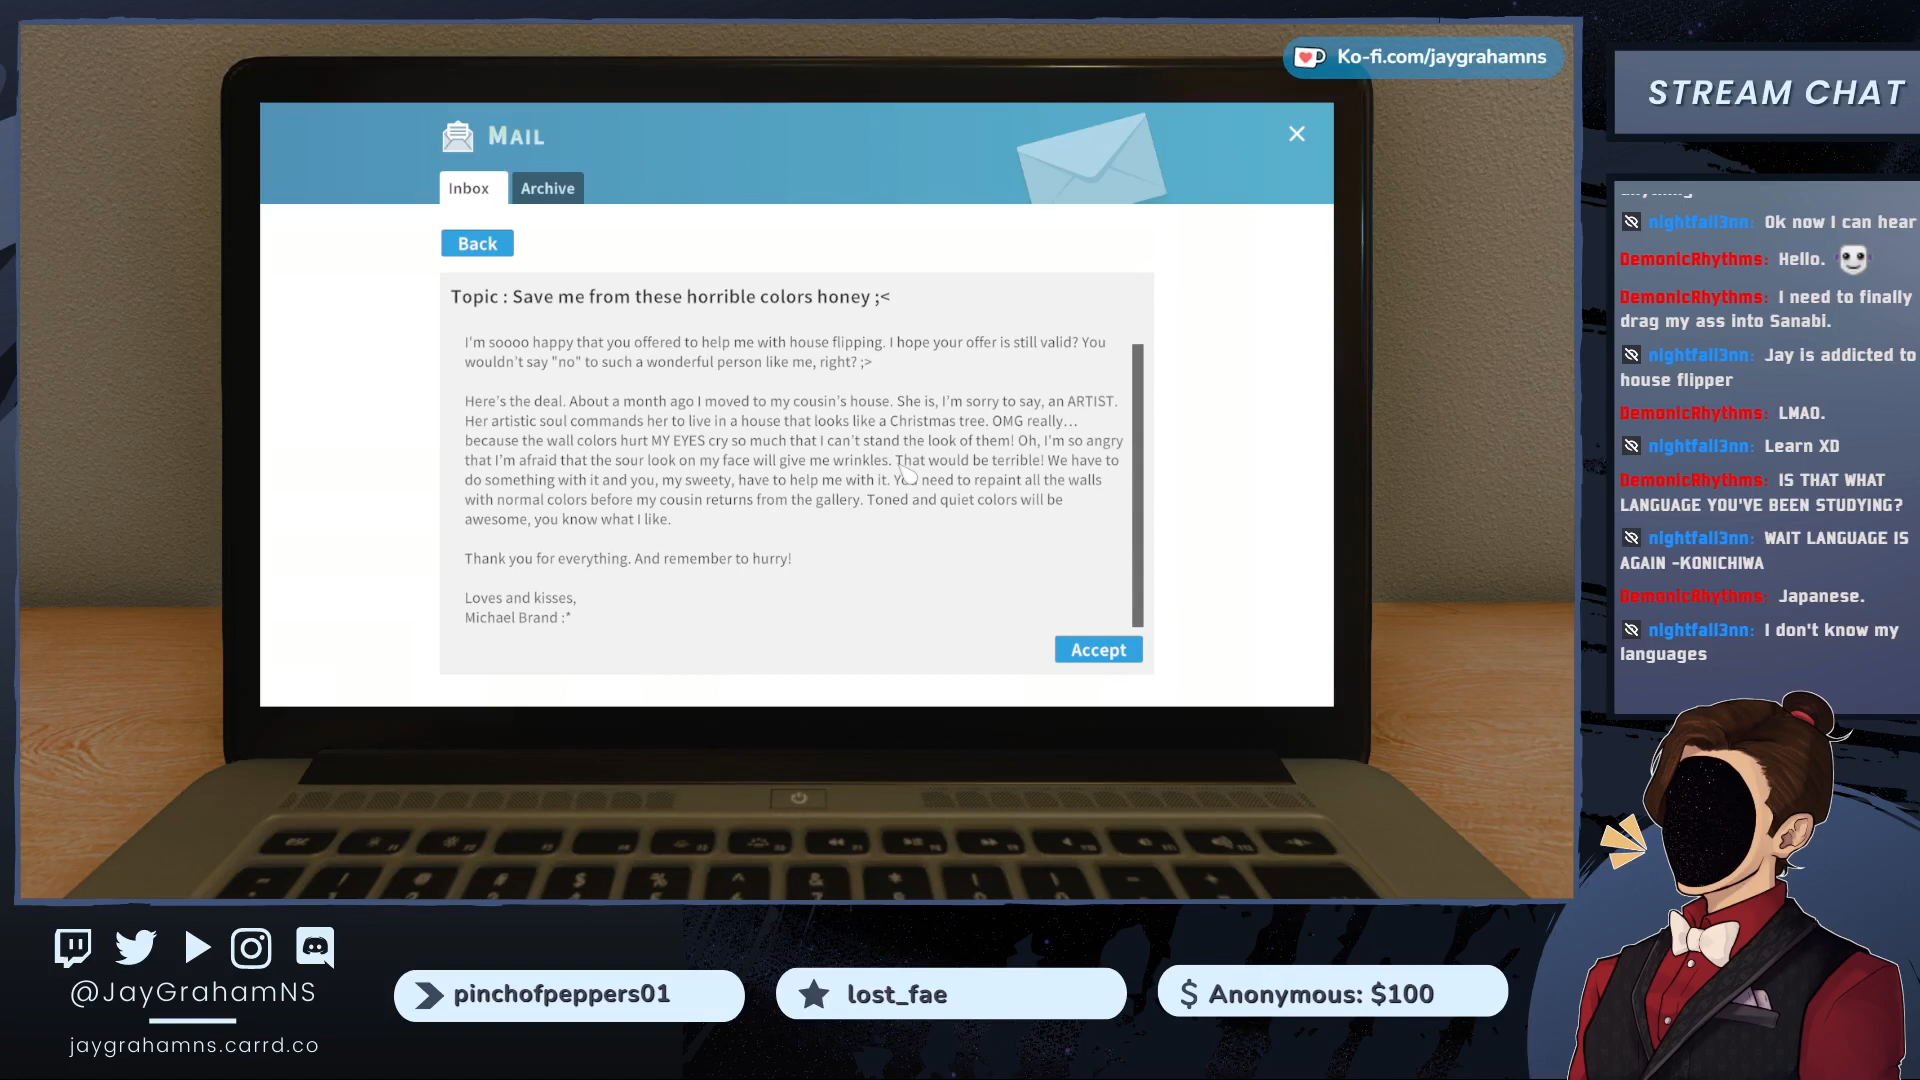 Ko-fi.com/jaygrahamns
MAIL
Inbox
Archive
Back
Topic : Save me from these horrible colors honey ;<
I'm soooo happy that you offered to help me with house flipping. I hope your offer is still valid? You
wouldn't say "no" to such a wonderful person like me, right? ;>
Here's the deal. About a month ago I moved to my cousin's house. She is, I'm sorry to say, an ARTIST.
Her artistic soul commands her to live in a house that looks like a Christmas tree. OMG really...
because the wall colors hurt MY EYES cry so much that I can't stand the look of them! Oh, I'm so angry
that I'm afraid that the sour look on my face will give me wrinkles. That would be terrible! We have to
do something with it and you, my sweety, have to help me with it. You need to repaint all the walls
with normal colors before my cousin returns from the gallery. Toned and quiet colors will be
awesome, you know what I like.
Thank you for everything. And remember to hurry!
Loves and kisses,
Michael Brand :*
Accept
esc
STREAM CHAT
nightfall3nn: Ok now I can hear
DemonicRhythms: Hello.
DemonicRhythms: I need to finally
drag my ass into Sanabi.
nightfall3nn: Jay is addicted to
house flipper
DemonicRhythms: LMAO.
nightfall3nn: Learn XD
DemonicRhythms: IS THAT WHAT
LANGUAGE YOU'VE BEEN STUDYING?
nightfall3nn: WAIT LANGUAGE IS
AGAIN -KONICHIWA
DemonicRhythms: Japanese.
nightfall3nn: I don't know my
languages
@JayGrahamNS
jaygrahamns.carrd.co
pinchofpeppers01
lost_fae
$ Anonymous: $100